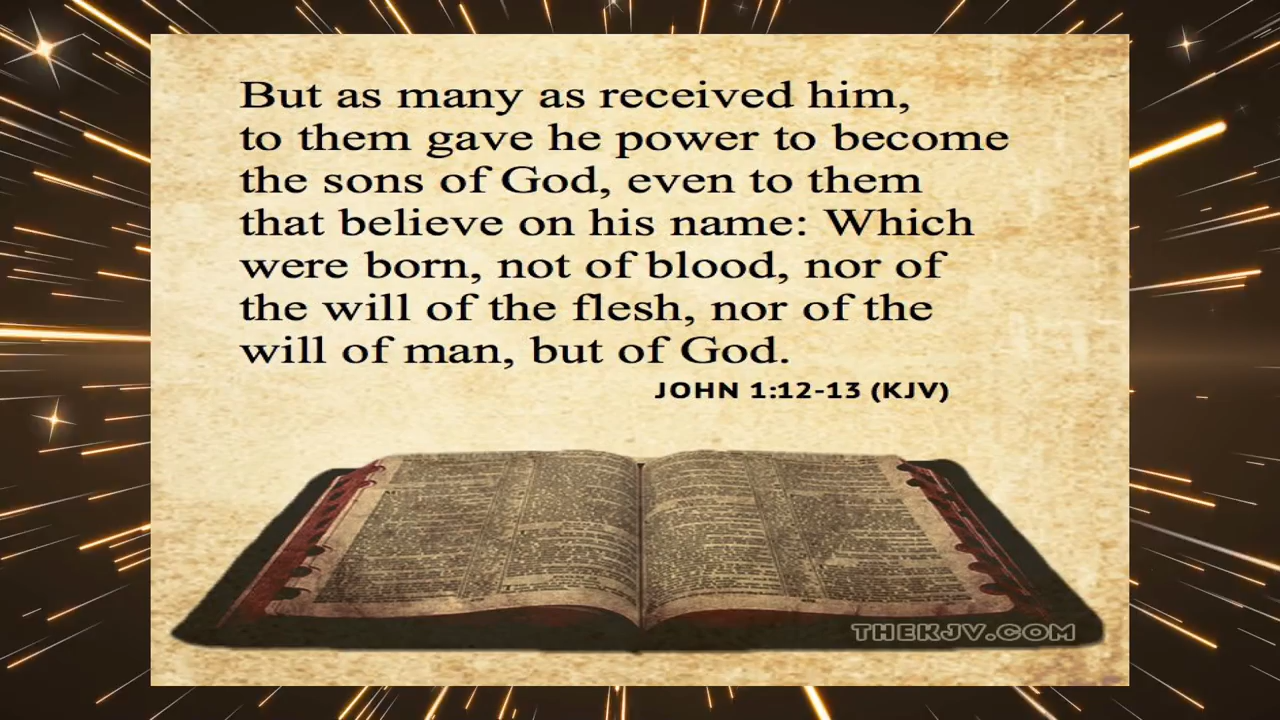 But as many as received him,
to them gave he power to become
the sons of God, even to them
that believe on his name: Which
were born, not of blood, nor of
the will of the flesh, nor of the
will of man, but of God.
JOHN 1:12-13 (KJV)
THEKJV.COM